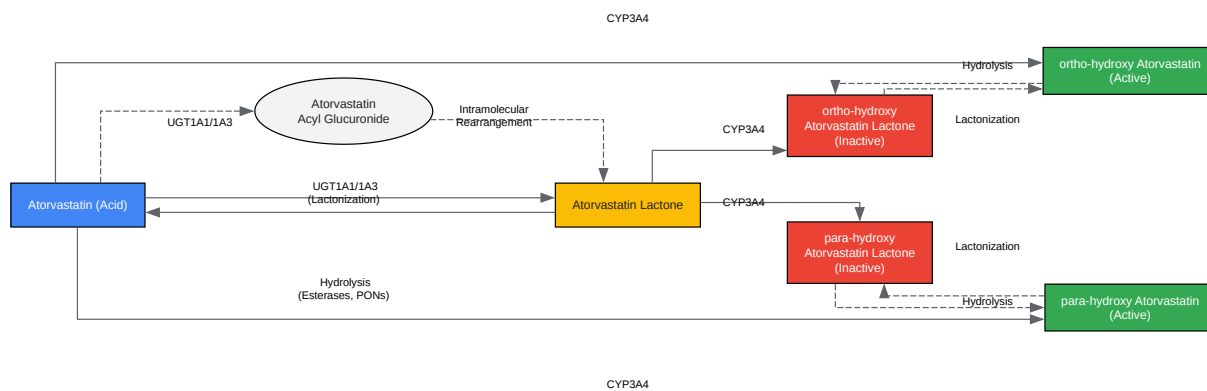 CYP3A4
Hydrolysis
ortho-hydroxy Atorvastatin
(Active)
Atorvastatin
Acyl Glucuronide
Intramolecular
Rearrangement
UGT1A1/1A3
ortho-hydroxy
Atorvastatin Lactone
(Inactive)
Lactonization
CYP3A4
UGT1A1/1A3
(Lactonization)
Atorvastatin (Acid)
Atorvastatin Lactone
CYP3A4
para-hydroxy
Atorvastatin Lactone
(Inactive)
Lactonization
Hydrolysis
(Esterases, PONs)
Hydrolysis
para-hydroxy Atorvastatin
(Active)
CYP3A4